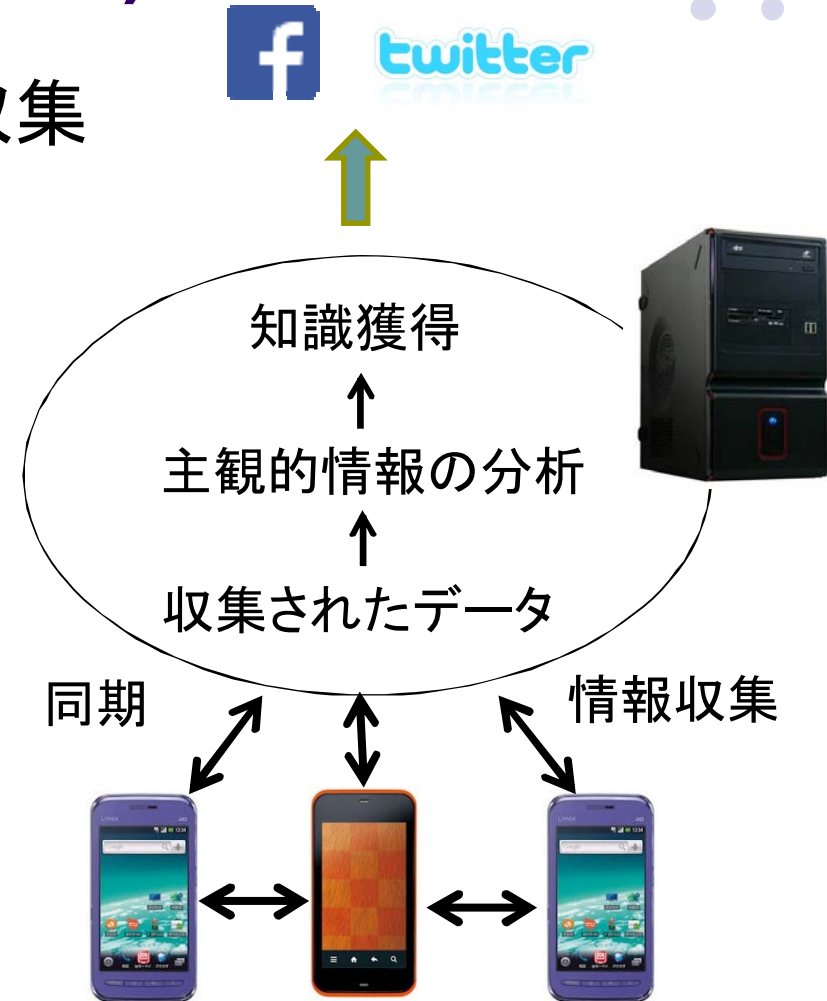 f
twitter
収集
知識獲得
主観的情報の分析
収集されたデータ
同期
情報収集